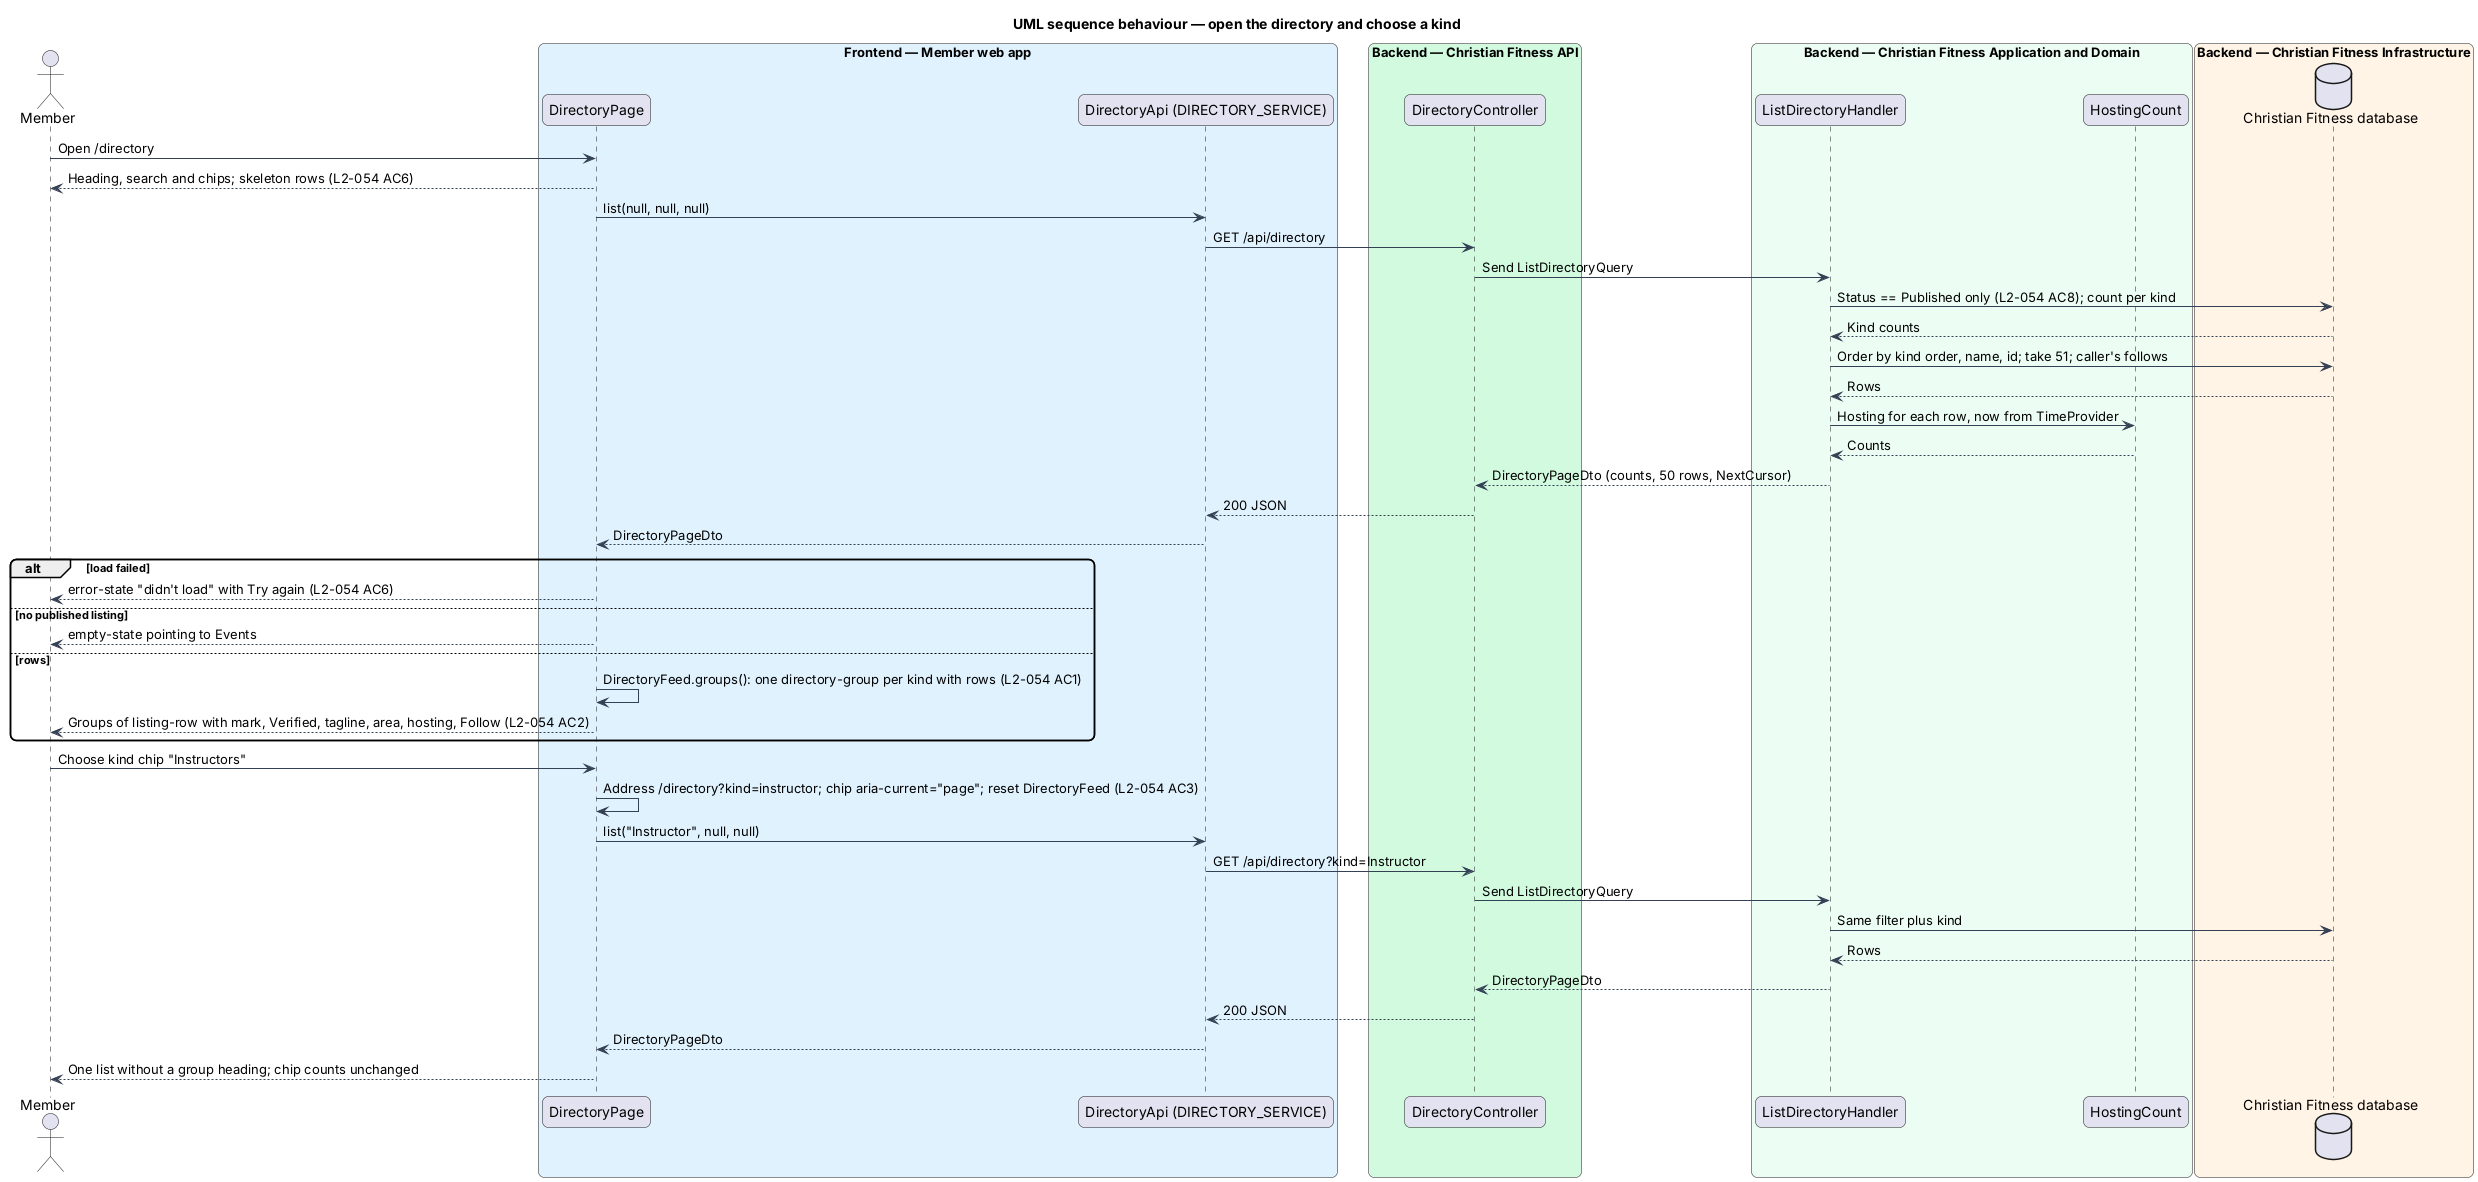 UML sequence behaviour — open the directory and choose a kind
Frontend — Member web app
Backend — Christian Fitness API
Backend — Christian Fitness Application and Domain
Backend — Christian Fitness Infrastructure
Member
DirectoryPage
DirectoryApi (DIRECTORY_SERVICE)
DirectoryController
ListDirectoryHandler
HostingCount
Christian Fitness database
Open /directory
Heading, search and chips; skeleton rows (L2-054 AC6)
list(null, null, null)
GET /api/directory
Send ListDirectoryQuery
Status == Published only (L2-054 AC8); count per kind
Kind counts
Order by kind order, name, id; take 51; caller's follows
Rows
Hosting for each row, now from TimeProvider
Counts
DirectoryPageDto (counts, 50 rows, NextCursor)
200 JSON
DirectoryPageDto
alt
[load failed]
error-state "didn't load" with Try again (L2-054 AC6)
[no published listing]
empty-state pointing to Events
[rows]
DirectoryFeed.groups(): one directory-group per kind with rows (L2-054 AC1)
Groups of listing-row with mark, Verified, tagline, area, hosting, Follow (L2-054 AC2)
Choose kind chip "Instructors"
Address /directory?kind=instructor; chip aria-current="page"; reset DirectoryFeed (L2-054 AC3)
list("Instructor", null, null)
GET /api/directory?kind=Instructor
Send ListDirectoryQuery
Same filter plus kind
Rows
DirectoryPageDto
200 JSON
DirectoryPageDto
One list without a group heading; chip counts unchanged
Member
DirectoryPage
DirectoryApi (DIRECTORY_SERVICE)
DirectoryController
ListDirectoryHandler
HostingCount
Christian Fitness database